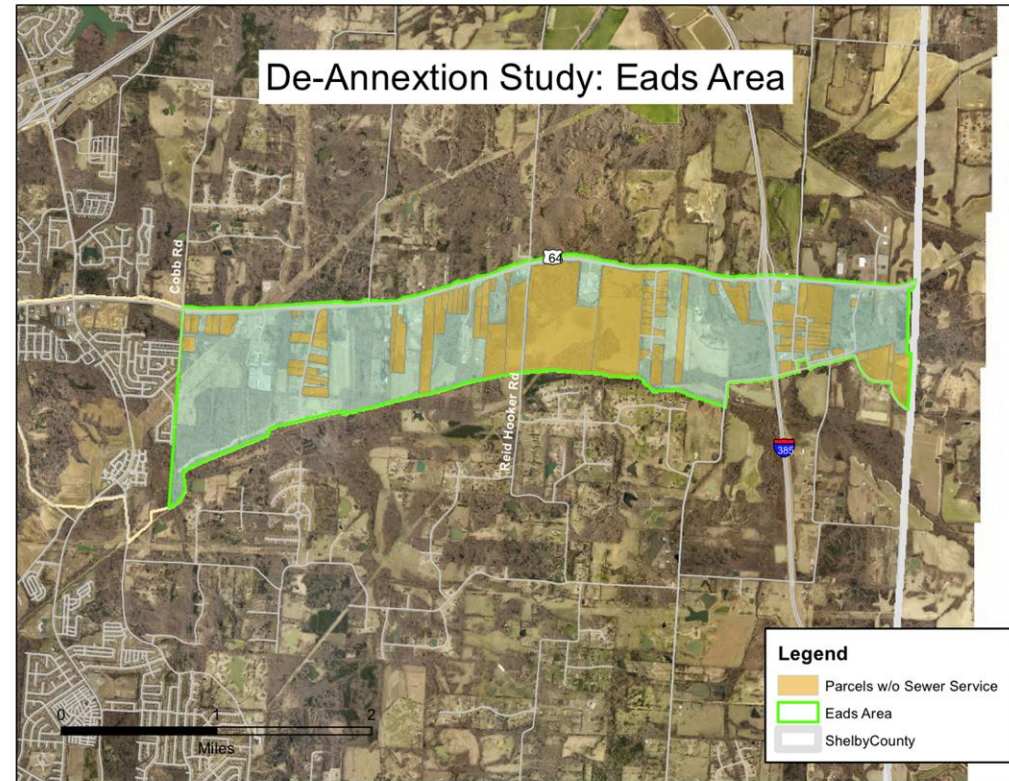 De-Annextion Study: Eads Area
Cobb Rd
64
Reid Hooker Rd
385
Legend
Parcels w/o Sewer Service
Eads Area
ShelbyCounty
0 1 2
Miles